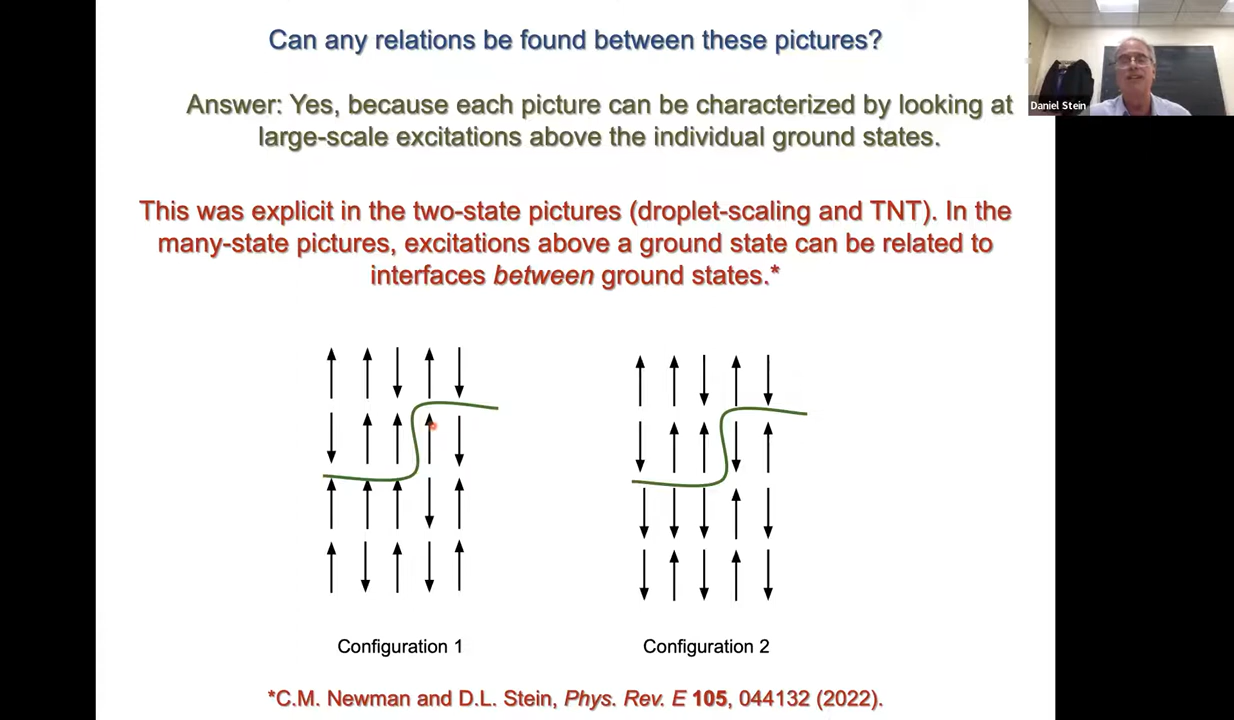 Can any relations be found between these pictures?
Daniel Stein
Answer: Yes, because each picture can be characterized by looking at
large-scale excitations above the individual ground states.
This was explicit in the two-state pictures (droplet-scaling and TNT). In the
many-state pictures, excitations above a ground state can be related to
interfaces between ground states.*
Configuration 1
Configuration 2
*C.M. Newman and D.L. Stein, Phys. Rev. E 105, 044132 (2022).